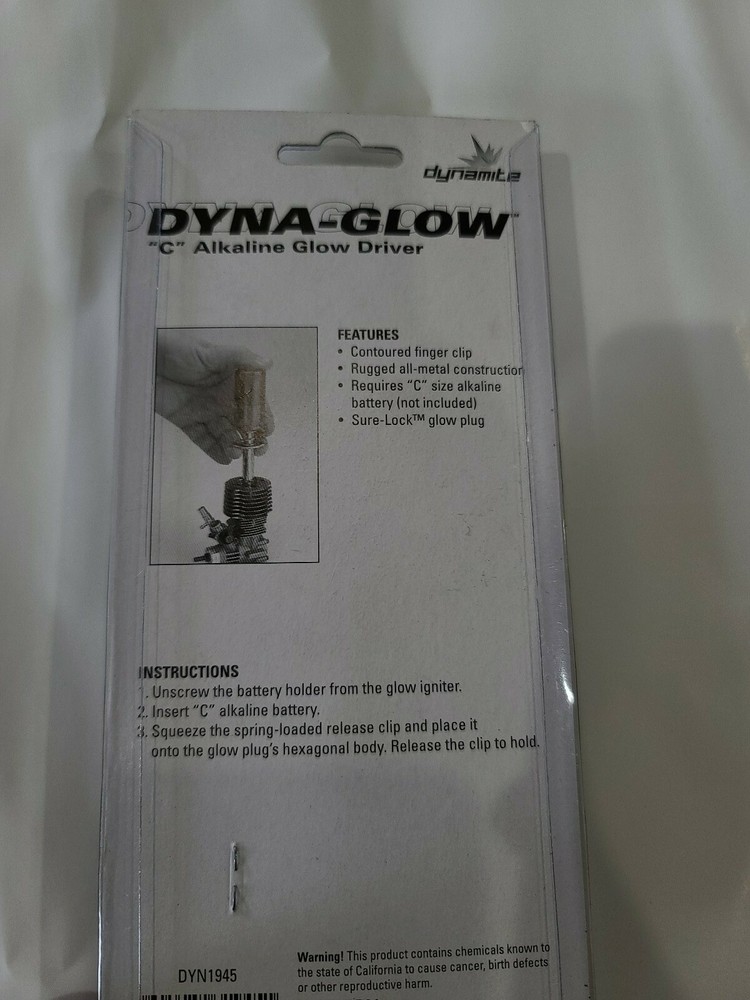 dynamite
DYNA-GLOW™
"C" Alkaline Glow Driver
FEATURES
• Contoured finger clip
• Rugged all-metal construction
• Requires "C" size alkaline
battery (not included)
• Sure-Lock™ glow plug
INSTRUCTIONS
1. Unscrew the battery holder from the glow igniter.
2. Insert "C" alkaline battery.
3. Squeeze the spring-loaded release clip and place it
onto the glow plug's hexagonal body. Release the clip to hold.
Warning! This product contains chemicals known to
the state of California to cause cancer, birth defects
or other reproductive harm.
DYN1945